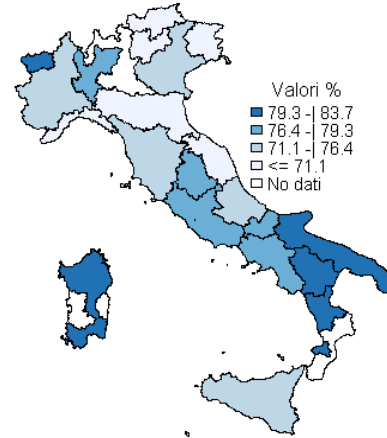 Valori %
79.3 -| 83.7
76.4 -| 79.3
71.1 -| 76.4
<= 71.1
No dati